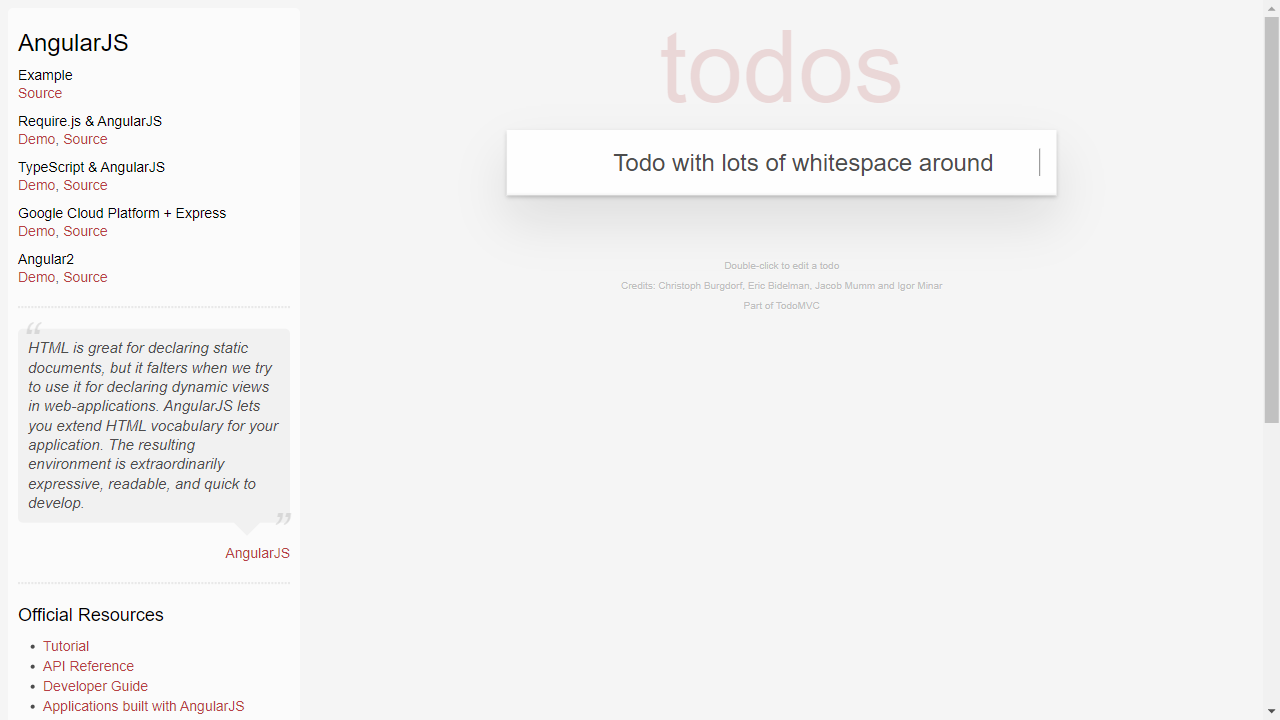 AngularJS
Example
Source
Require.js & AngularJS
Demo, Source
TypeScript & AngularJS
Demo, Source
Google Cloud Platform + Express
Demo, Source
Angular2
Demo, Source
“
HTML is great for declaring static
documents, but it falters when we try
to use it for declaring dynamic views
in web-applications. AngularJS lets
you extend HTML vocabulary for your
application. The resulting
environment is extraordinarily
expressive, readable, and quick to
develop.
”
AngularJS
Official Resources
• Tutorial
• API Reference
• Developer Guide
• Applications built with AngularJS
todos
Todo with lots of whitespace around
Double-click to edit a todo
Credits: Christoph Burgdorf, Eric Bidelman, Jacob Mumm and Igor Minar
Part of TodoMVC